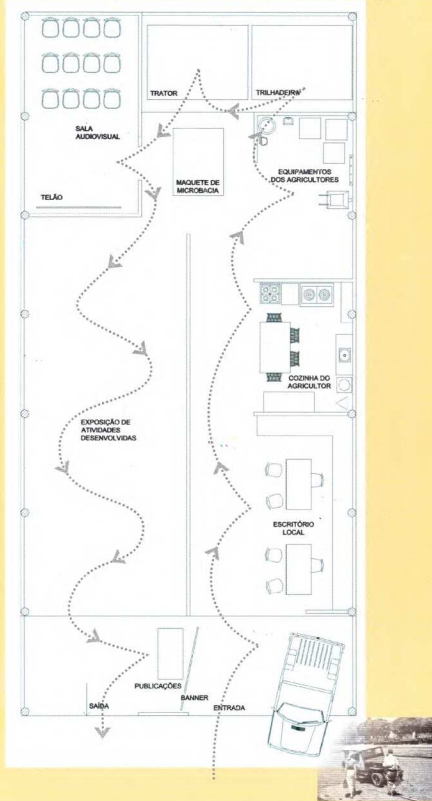 TRATOR
TRILHADEIRA
SALA
AUDIOVISUAL
TELÃO
MAQUETE DE
MICROBACIA
EQUIPAMENTOS
DOS AGRICULTORES
COZINHA DO
AGRICULTOR
EXPOSIÇÃO DE
ATIVIDADES
DESENVOLVIDAS
ESCRITÓRIO
LOCAL
PUBLICAÇÕES
BANNER
SAÍDA
ENTRADA